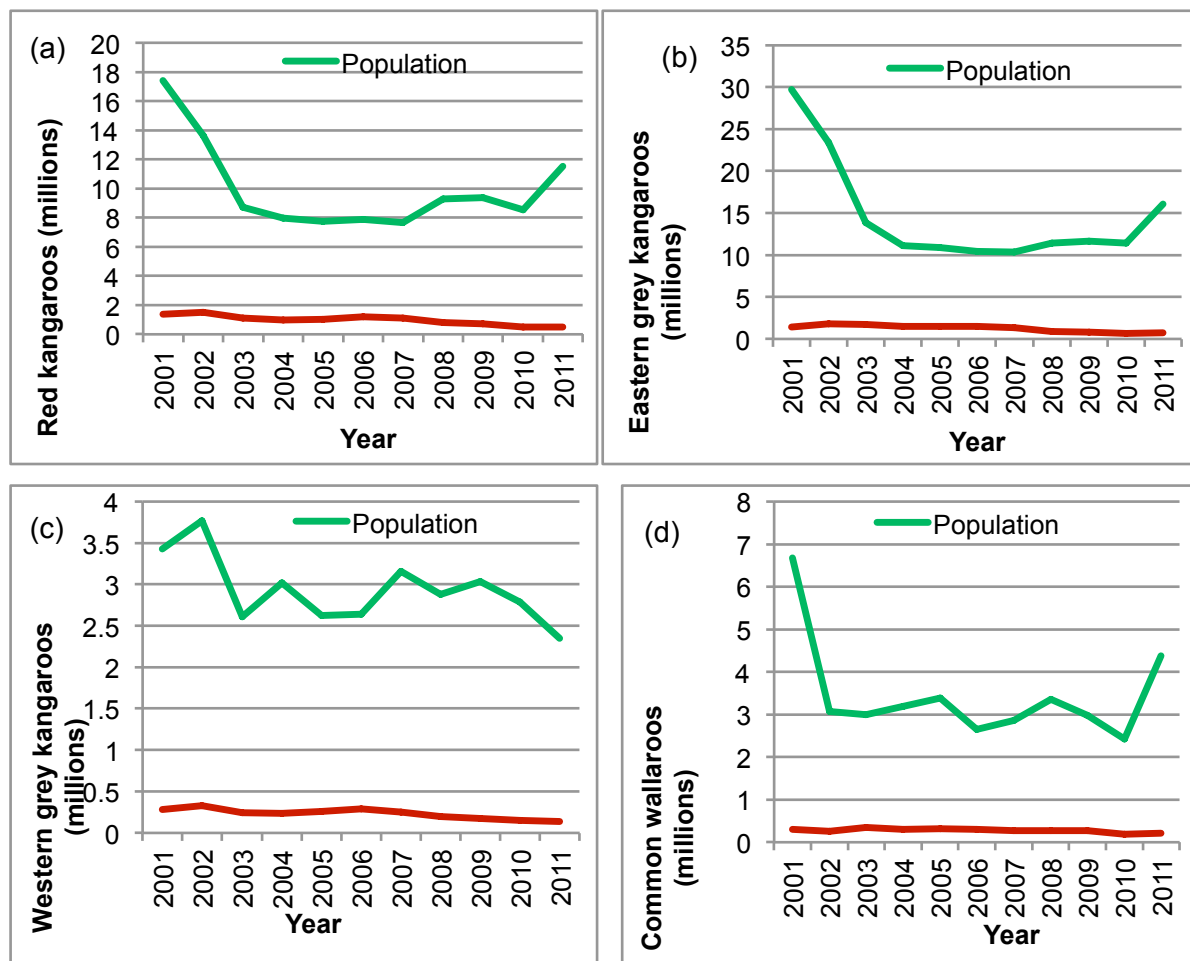 (a)
Population
20
18
16
14
12
10
8
6
4
2
0
Red kangaroos (millions)
2001 2002 2003 2004 2005 2006 2007 2008 2009 2010 2011
Year
(b)
Population
35
30
25
20
15
10
5
0
Eastern grey kangaroos
(millions)
2001 2002 2003 2004 2005 2006 2007 2008 2009 2010 2011
Year
(c)
Population
4
3.5
3
2.5
2
1.5
1
0.5
0
Western grey kangaroos
(millions)
2001 2002 2003 2004 2005 2006 2007 2008 2009 2010 2011
Year
(d)
Population
8
7
6
5
4
3
2
1
0
Common wallaroos
(millions)
2001 2002 2003 2004 2005 2006 2007 2008 2009 2010 2011
Year